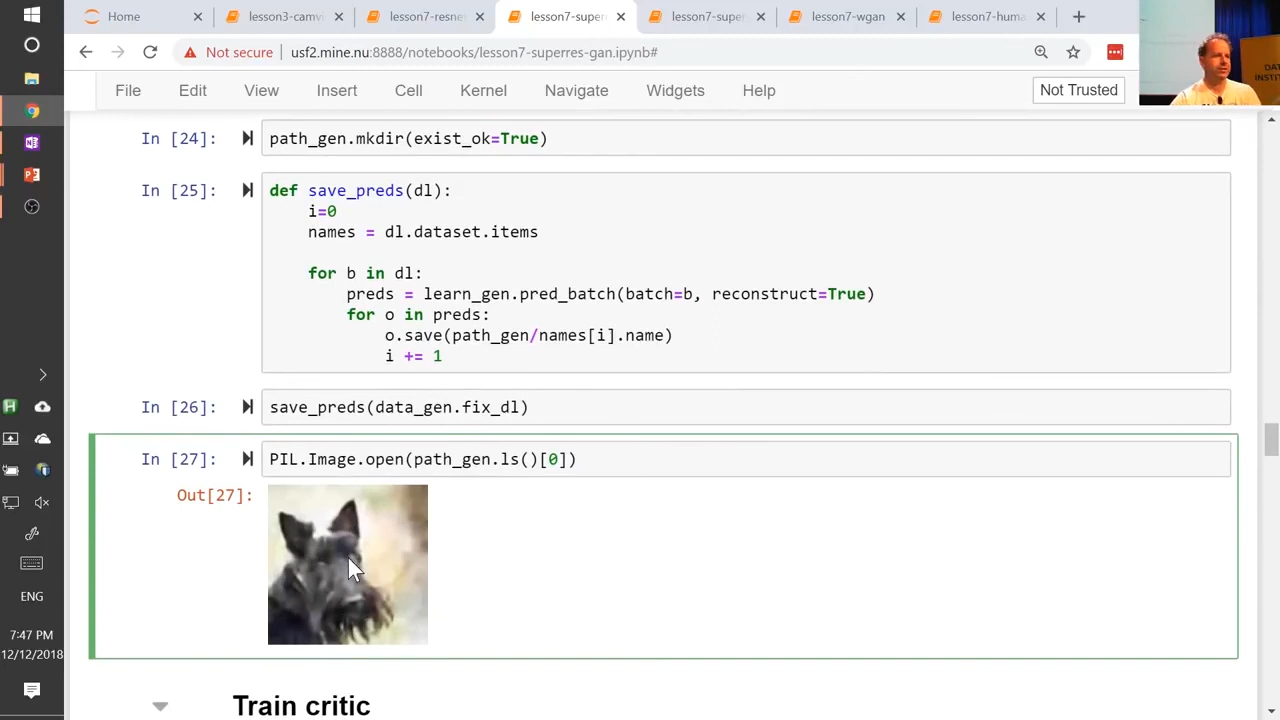 Home
lesson3-camvi
lesson7-resne
lesson7-super
lesson7-super
lesson7-wgan
lesson7-huma
Not secure
usf2.mine.nu:8888/notebooks/lesson7-superres-gan.ipynb#
File Edit View Insert Cell Kernel Navigate Widgets Help
Not Trusted
In [24]: path_gen.mkdir(exist_ok=True)
In [25]: def save_preds(dl):
i=0
names = dl.dataset.items
for b in dl:
preds = learn_gen.pred_batch(batch=b, reconstruct=True)
for o in preds:
o.save(path_gen/names[i].name)
i += 1
In [26]: save_preds(data_gen.fix_dl)
In [27]: PIL.Image.open(path_gen.ls()[0])
Out[27]:
Train critic
ENG
7:47 PM
12/12/2018
DAT
INSTIT